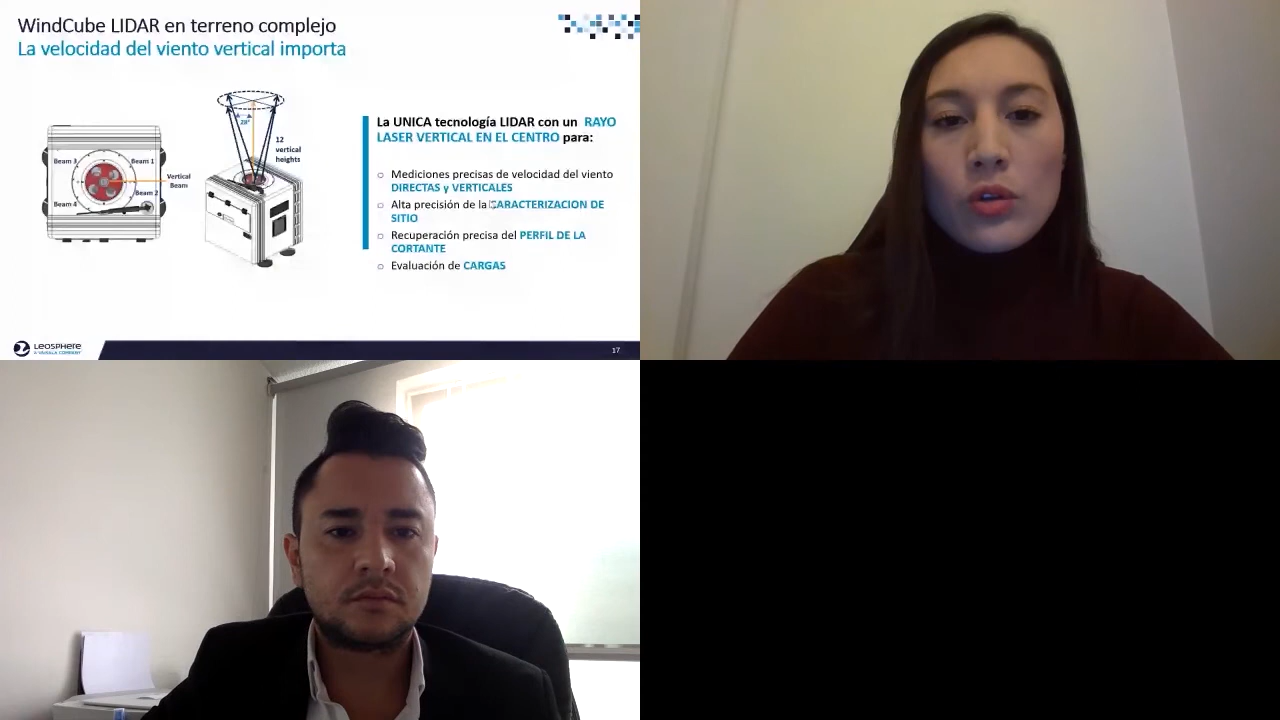 WindCube LIDAR en terreno complejo
La velocidad del viento vertical importa
28°
12
vertical
heights
Beam 3
Beam 1
Vertical
Beam
Beam 2
Beam 4
La UNICA tecnología LIDAR con un RAYO
LASER VERTICAL EN EL CENTRO para:
Mediciones precisas de velocidad del viento
DIRECTAS y VERTICALES
Alta precisión de la CARACTERIZACION DE
SITIO
Recuperación precisa del PERFIL DE LA
CORTANTE
Evaluación de CARGAS
LEOSPHERE
A VAISALA COMPANY
17